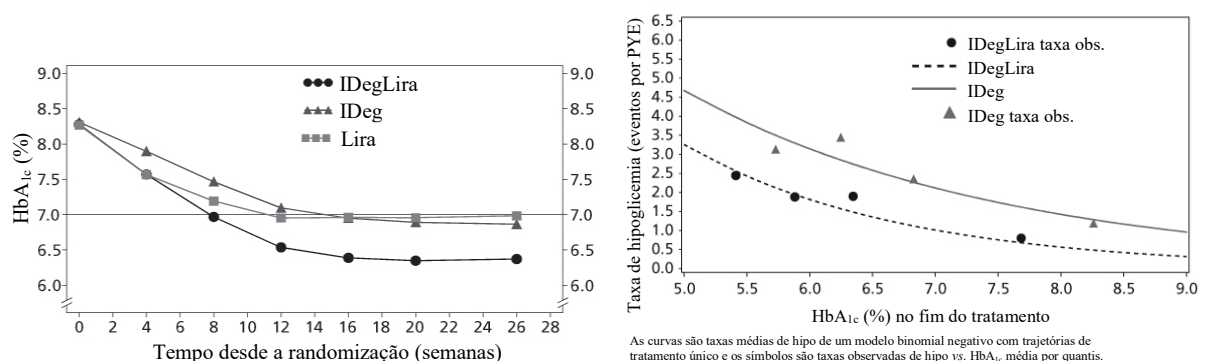 HbA1c (%)
9.0
8.5
8.0
7.5
7.0
6.5
6.0
9.0
8.5
8.0
7.5
7.0
6.5
6.0
IDegLira
IDeg
Lira
0 2 4 6 8 10 12 14 16 18 20 22 24 26 28
Tempo desde a randomização (semanas)
Taxa de hipoglicemia (eventos por PYE)
6.5
6.0
5.5
5.0
4.5
4.0
3.5
3.0
2.5
2.0
1.5
1.0
0.5
0.0
IDegLira taxa obs.
IDegLira
IDeg
IDeg taxa obs.
5.0 5.5 6.0 6.5 7.0 7.5 8.0 8.5 9.0
HbA1c (%) no fim do tratamento
As curvas são taxas médias de hipo de um modelo binomial negativo com trajetórias de
tratamento único e os símbolos são taxas observadas de hipo vs. HbA1c média por quantis.